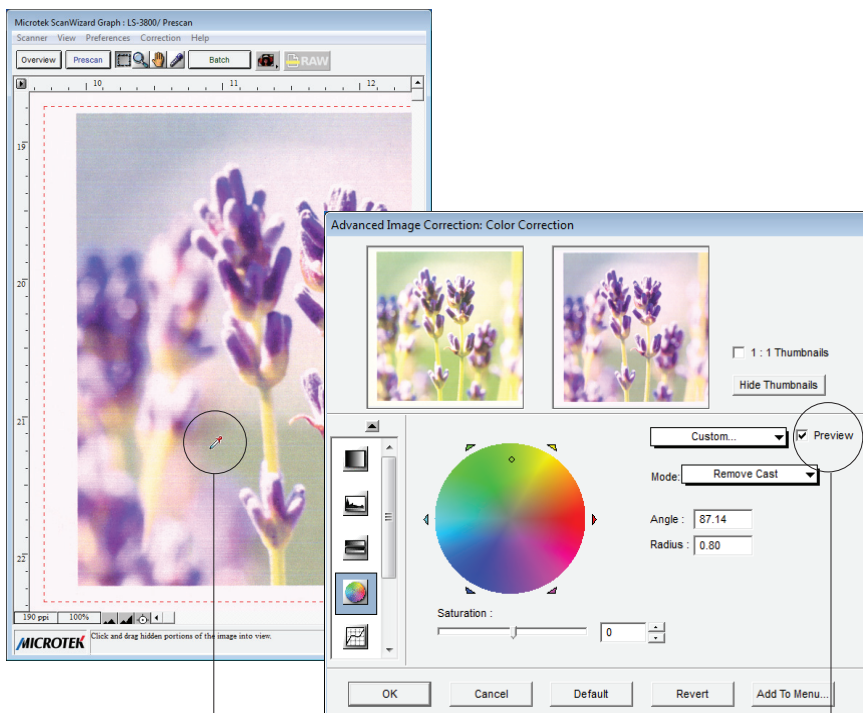 Microtek ScanWizard Graph : LS-3800/ Prescan
Scanner View Preferences Correction Help
Overview Prescan Batch RAW
10 11 12
19
20
21
22
190 ppi 100%
MICROTEK Click and drag hidden portions of the image into view.
Advanced Image Correction: Color Correction
1 : 1 Thumbnails
Hide Thumbnails
Custom... Preview
Mode: Remove Cast
Angle : 87.14
Radius : 0.80
Saturation :
0
OK Cancel Default Revert Add To Menu...